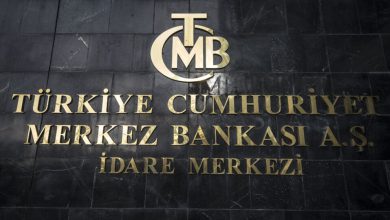 TCMB
TÜRKİYE CUMHURİYET
MERKEZ BANKASI A.Ş.
İDARE MERKEZİ